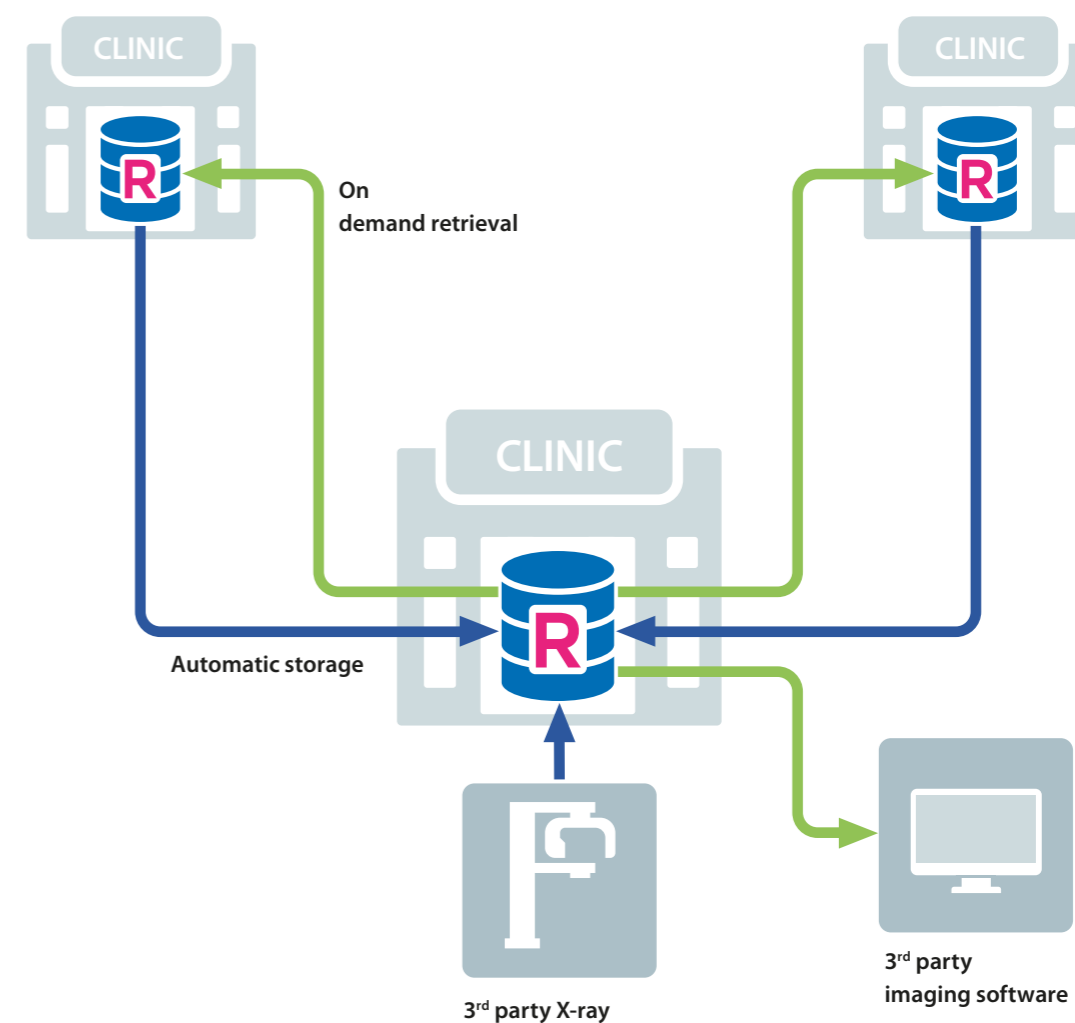 CLINIC
CLINIC
R
R
On
demand retrieval
CLINIC
R
Automatic storage
3rd party
imaging software
3rd party X-ray